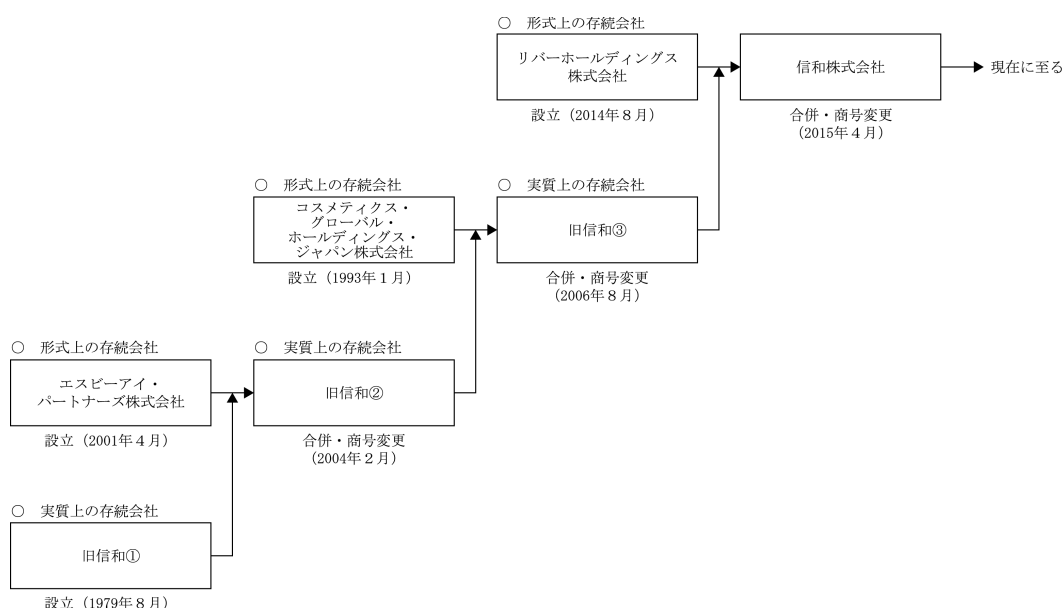 ○　形式上の存続会社
リバーホールディングス
株式会社
設立（2014年８月）
信和株式会社
合併・商号変更
（2015年４月）
現在に至る
○　形式上の存続会社
コスメティクス・
グローバル・
ホールディングス・
ジャパン株式会社
設立（1993年１月）
○　実質上の存続会社
旧信和③
合併・商号変更
（2006年８月）
○　形式上の存続会社
エスビーアイ・
パートナーズ株式会社
設立（2001年４月）
○　実質上の存続会社
旧信和②
合併・商号変更
（2004年２月）
○　実質上の存続会社
旧信和①
設立（1979年８月）